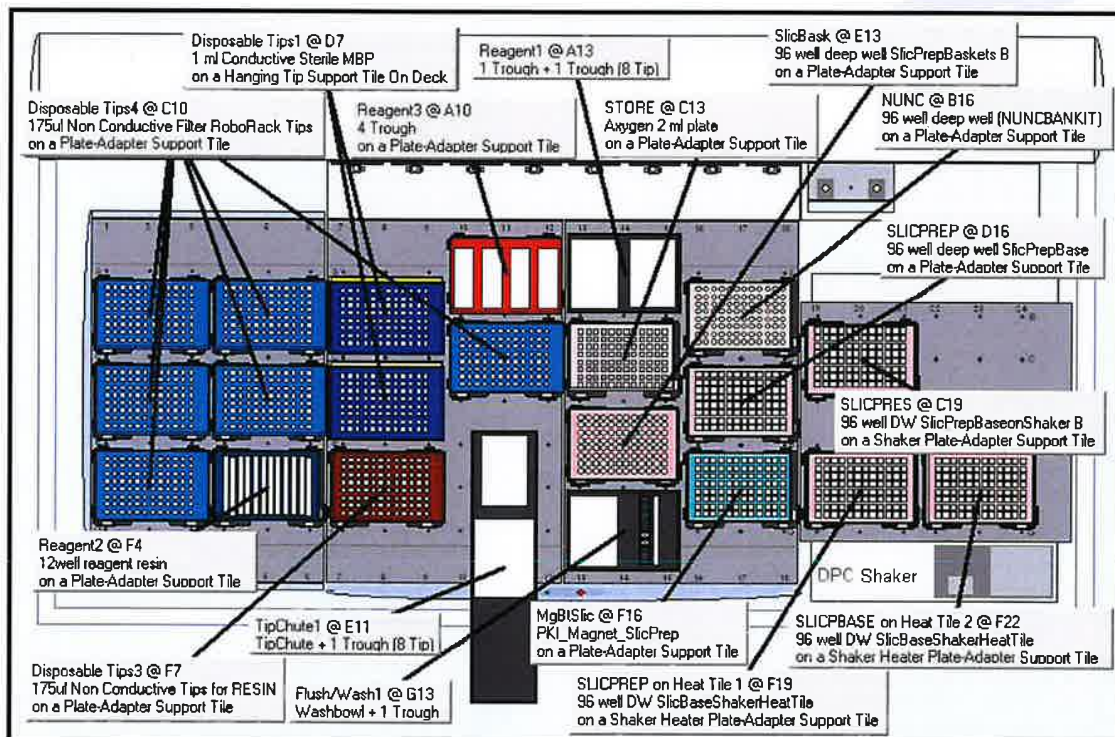 Disposable Tips1 @ D7
1 ml Conductive Sterile MBP
on a Hanging Tip Support Tile On Deck
Reagent1 @ A13
1 Trough + 1 Trough (8 Tip)
SlicBask @ E13
96 well deep well SlicPrepBaskets B
on a Plate-Adapter Support Tile
Disposable Tips4 @ C10
175ul Non Conductive Filter RoboRack Tips
on a Plate-Adapter Support Tile
Reagent3 @ A10
4 Trough
on a Plate-Adapter Support Tile
STORE @ C13
Axygen 2 ml plate
on a Plate-Adapter Support Tile
NUNC @ B16
96 well deep well (NUNCBANKIT)
on a Plate-Adapter Support Tile
SLICPREP @ D16
96 well deep well SlicPrepBase
on a Plate-Adapter Support Tile
SLICPRES @ C19
96 well DW SlicPrepBaseonShaker B
on a Shaker Plate-Adapter Support Tile
Reagent2 @ F4
12well reagent resin
on a Plate-Adapter Support Tile
DPC Shaker
TipChute1 @ E11
TipChute + 1 Trough (8 Tip)
MgBtSlic @ F16
PKI_Magnet_SlicPrep
on a Plate-Adapter Support Tile
SLICPBASE on Heat Tile 2 @ F22
96 well DW SlicBaseShakerHeatTile
on a Shaker Heater Plate-Adapter Support Tile
Disposable Tips3 @ F7
175ul Non Conductive Tips for RESIN
on a Plate-Adapter Support Tile
Flush/Wash1 @ G13
Washbowl + 1 Trough
SLICPREP on Heat Tile 1 @ F19
96 well DW SlicBaseShakerHeatTile
on a Shaker Heater Plate-Adapter Support Tile